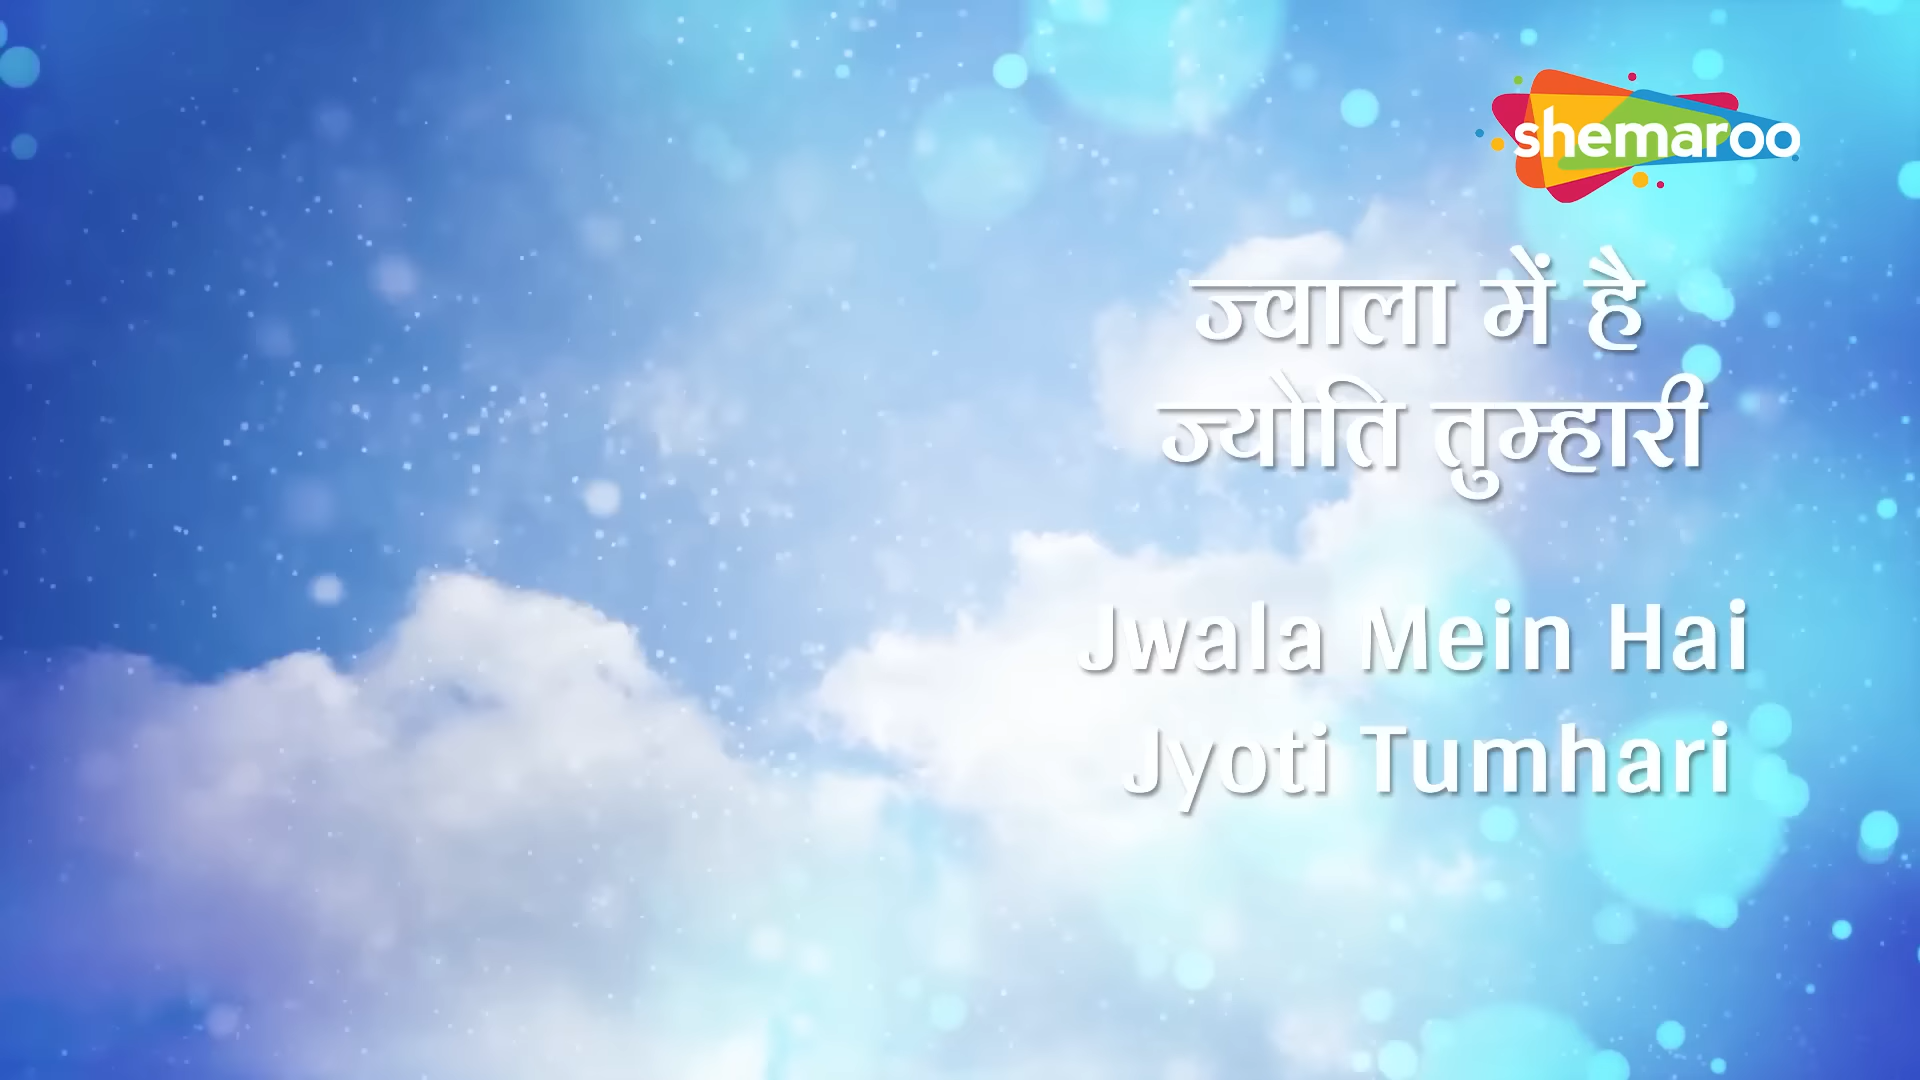 shemaroo
ज्वाला में है
ज्योति तुम्हारी
Jwala Mein Hai
Jyoti Tumhari